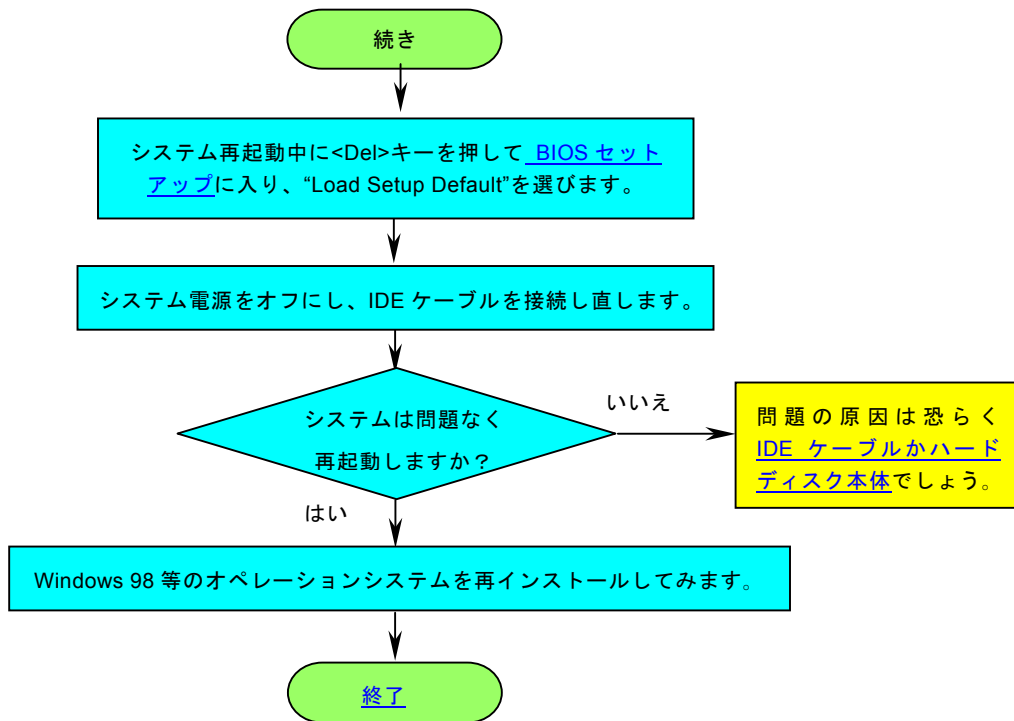 続き
システム再起動中に<Del>キーを押して BIOS セット
アップに入り、“Load Setup Default”を選びます。
システム電源をオフにし、IDE ケーブルを接続し直します。
システムは問題なく
再起動しますか？
いいえ
問題の原因は恐らく
IDE ケーブルかハード
ディスク本体でしょう。
はい
Windows 98 等のオペレーションシステムを再インストールしてみます。
終了